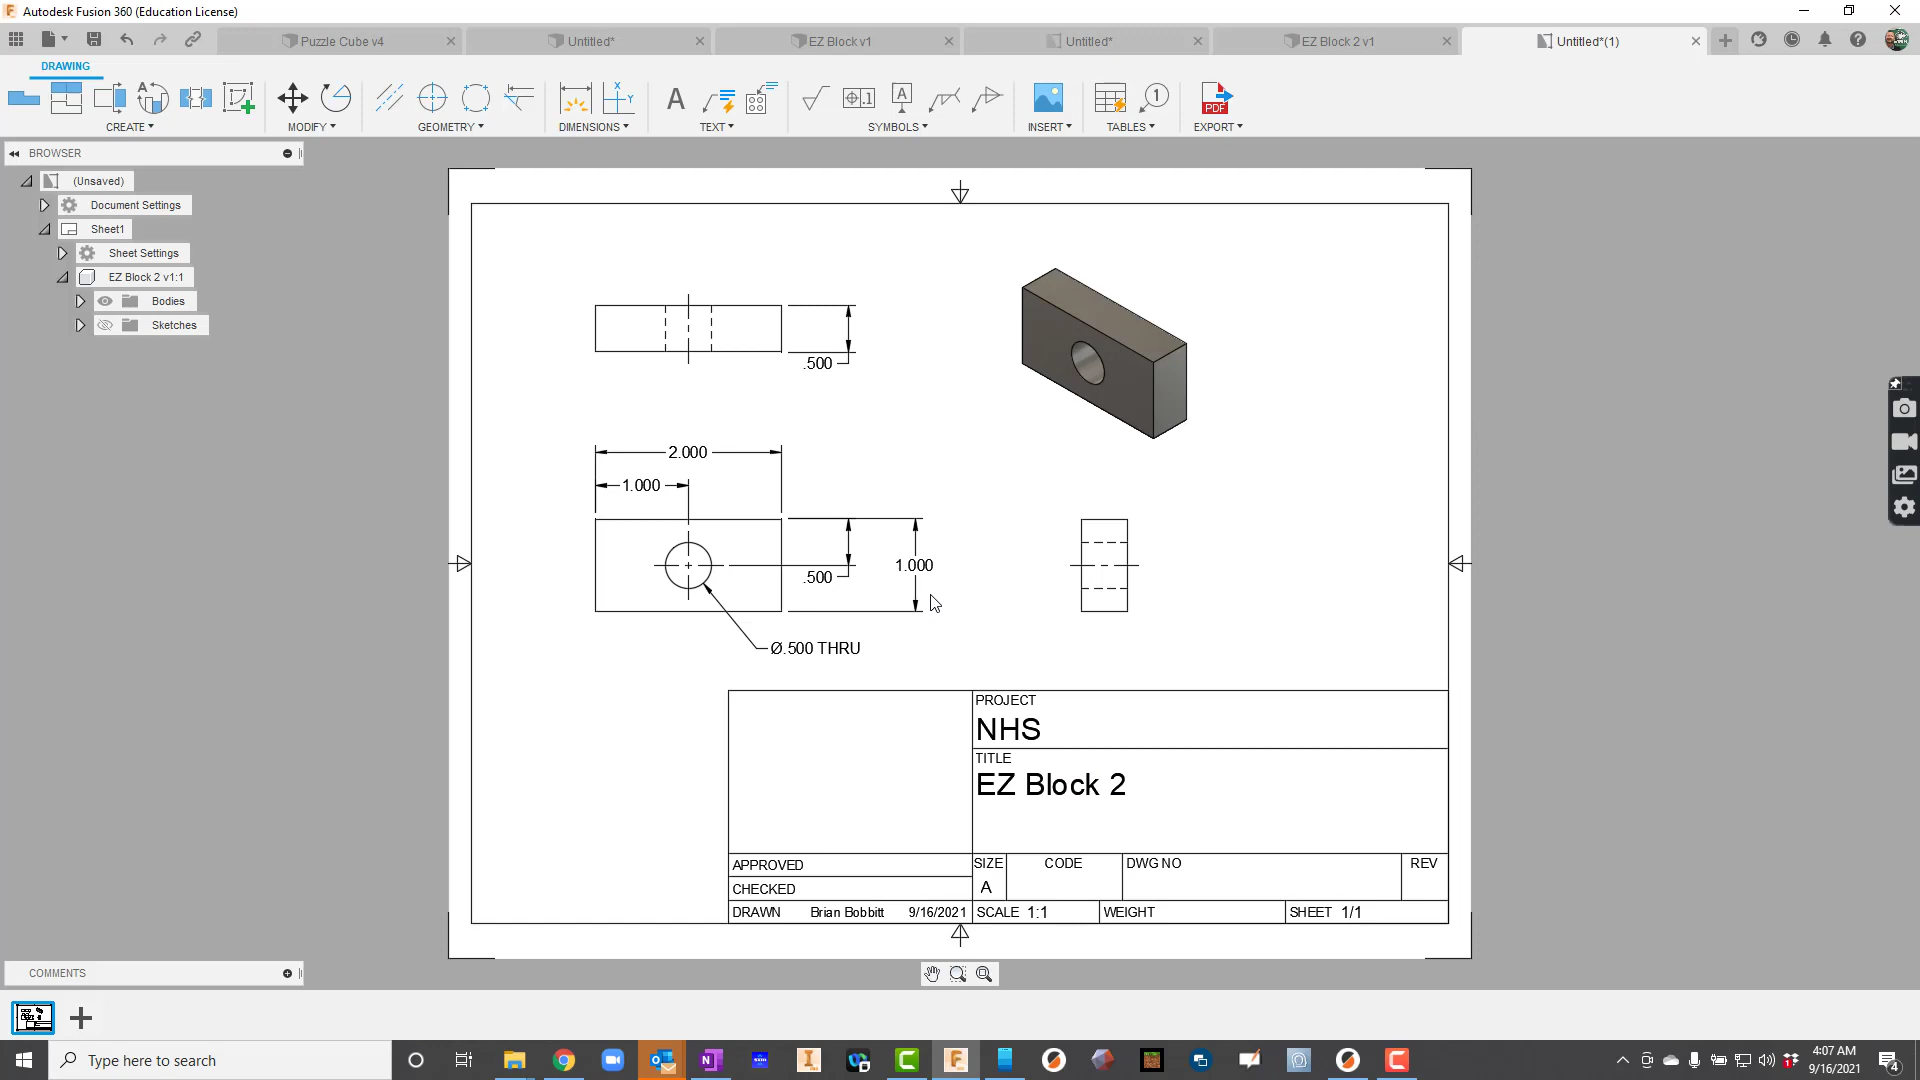 Autodesk Fusion 360 (Education License)
Puzzle Cube v4
Untitled*
EZ Block v1
Untitled*
EZ Block 2 v1
Untitled*(1)
DRAWING
CREATE
MODIFY
GEOMETRY
DIMENSIONS
TEXT
SYMBOLS
INSERT
TABLES
EXPORT
BROWSER
(Unsaved)
Document Settings
Sheet1
Sheet Settings
EZ Block 2 v1:1
Bodies
Sketches
.500
2.000
1.000
.500
1.000
Ø.500 THRU
PROJECT
NHS
TITLE
EZ Block 2
APPROVED
CHECKED
DRAWN Brian Bobbitt 9/16/2021
SIZE
A
CODE
DWG NO
REV
SCALE 1:1
WEIGHT
SHEET 1/1
COMMENTS
Type here to search
4:07 AM
9/16/2021
4